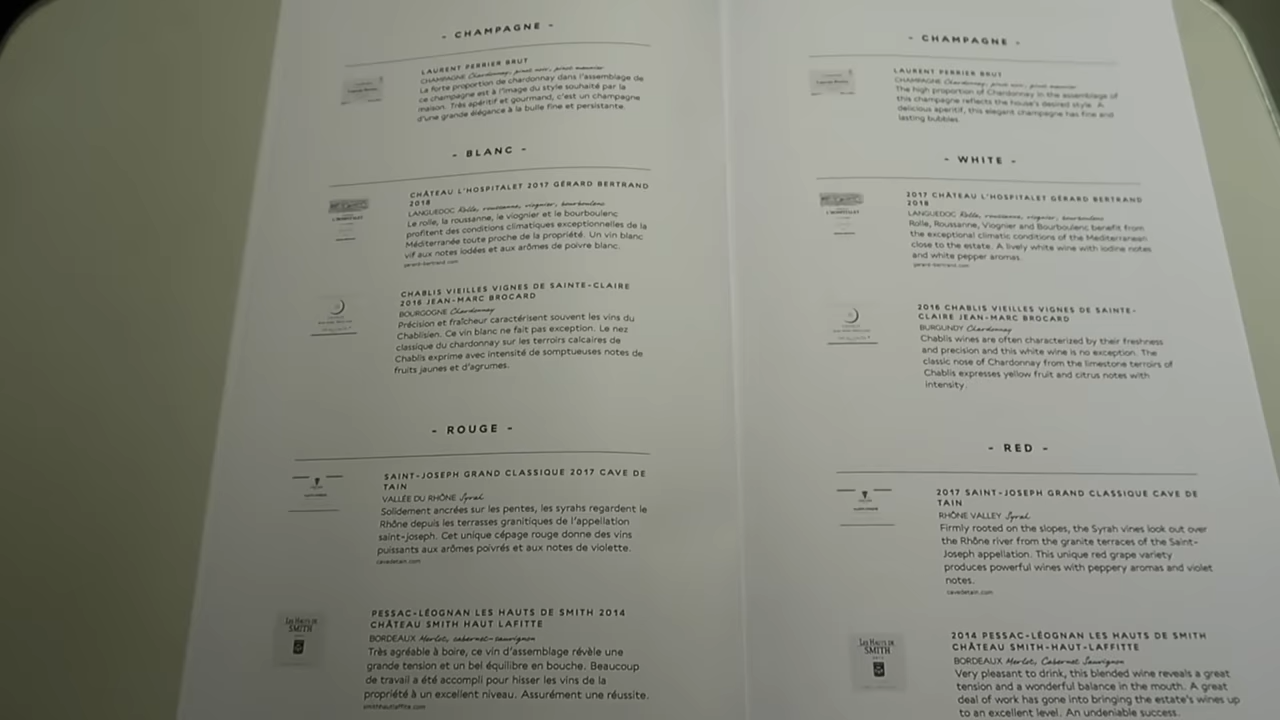 - CHAMPAGNE -
LAURENT PERRIER BRUT
CHAMPAGNE Chardonnay, pinot noir, pinot meunier
La forte proportion de chardonnay dans l'assemblage de
ce champagne est à l'image du style souhaité par la
maison. Très apéritif et gourmand, c'est un champagne
d'une grande élégance à la bulle fine et persistante.
- BLANC -
CHÂTEAU L'HOSPITALET 2017 GÉRARD BERTRAND
2018
LANGUEDOC Rolle, roussanne, viognier, bourboulenc
Le rolle, la roussanne, le viognier et le bourboulenc
profitent des conditions climatiques exceptionnelles de la
Méditerranée toute proche de la propriété. Un vin blanc
vif aux notes iodées et aux arômes de poivre blanc.
gerard-bertrand.com
CHABLIS VIEILLES VIGNES DE SAINTE-CLAIRE
2016 JEAN-MARC BROCARD
BOURGOGNE Chardonnay
Précision et fraîcheur caractérisent souvent les vins du
Chablisien. Ce vin blanc ne fait pas exception. Le nez
classique du chardonnay sur les terroirs calcaires de
Chablis exprime avec intensité de somptueuses notes de
fruits jaunes et d'agrumes.
- ROUGE -
SAINT-JOSEPH GRAND CLASSIQUE 2017 CAVE DE
TAIN
VALLÉE DU RHÔNE Syrah
Solidement ancrées sur les pentes, les syrahs regardent le
Rhône depuis les terrasses granitiques de l'appellation
saint-joseph. Cet unique cépage rouge donne des vins
puissants aux arômes poivrés et aux notes de violette.
cavedetain.com
LES HAUTS DE
SMITH
PESSAC-LÉOGNAN LES HAUTS DE SMITH 2014
CHÂTEAU SMITH HAUT LAFITTE
BORDEAUX Merlot, cabernet-sauvignon
Très agréable à boire, ce vin d'assemblage révèle une
grande tension et un bel équilibre en bouche. Beaucoup
de travail a été accompli pour hisser les vins de la
propriété à un excellent niveau. Assurément une réussite.
smithhautlafitte.com
- CHAMPAGNE -
LAURENT PERRIER BRUT
CHAMPAGNE Chardonnay, pinot noir, pinot meunier
The high proportion of Chardonnay in the assemblage of
this champagne reflects the house's desired style. A
delicious aperitif, this elegant champagne has fine and
lasting bubbles.
- WHITE -
2017 CHÂTEAU L'HOSPITALET GÉRARD BERTRAND
2018
LANGUEDOC Rolle, roussanne, viognier, bourboulenc
Rolle, Roussanne, Viognier and Bourboulenc benefit from
the exceptional climatic conditions of the Mediterranean
close to the estate. A lively white wine with iodine notes
and white pepper aromas.
gerard-bertrand.com
2016 CHABLIS VIEILLES VIGNES DE SAINTE-
CLAIRE JEAN-MARC BROCARD
BURGUNDY Chardonnay
Chablis wines are often characterized by their freshness
and precision and this white wine is no exception. The
classic nose of Chardonnay from the limestone terroirs of
Chablis expresses yellow fruit and citrus notes with
intensity.
- RED -
2017 SAINT-JOSEPH GRAND CLASSIQUE CAVE DE
TAIN
RHÔNE VALLEY Syrah
Firmly rooted on the slopes, the Syrah vines look out over
the Rhône river from the granite terraces of the Saint-
Joseph appellation. This unique red grape variety
produces powerful wines with peppery aromas and violet
notes.
cavedetain.com
LES HAUTS DE
SMITH
2014 PESSAC-LÉOGNAN LES HAUTS DE SMITH
CHÂTEAU SMITH-HAUT-LAFFITTE
BORDEAUX Merlot, Cabernet Sauvignon
Very pleasant to drink, this blended wine reveals a great
tension and a wonderful balance in the mouth. A great
deal of work has gone into bringing the estate's wines up
to an excellent level. An undeniable success.